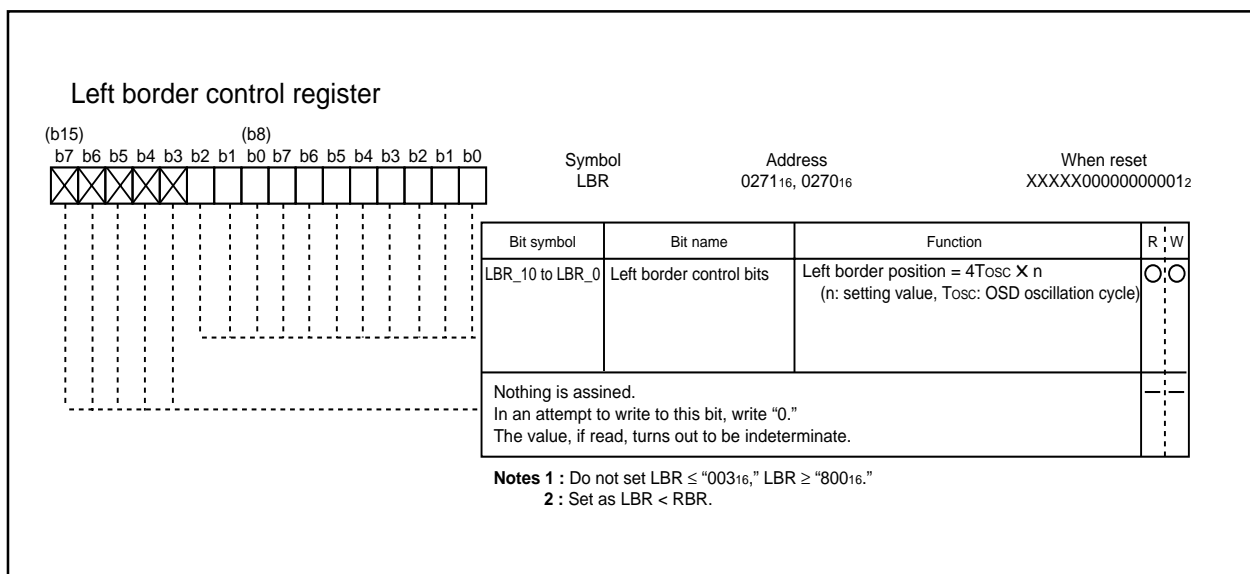 Left border control register
(b15) (b8)
b7 b6 b5 b4 b3 b2 b1 b0 b7 b6 b5 b4 b3 b2 b1 b0
Symbol Address When reset
LBR 027116, 027016 XXXXX000000000012
Bit symbol Bit name Function R W
LBR_10 to LBR_0 Left border control bits Left border position = 4TOSC X n
(n: setting value, TOSC: OSD oscillation cycle)
Nothing is assined.
In an attempt to write to this bit, write “0.”
The value, if read, turns out to be indeterminate.
Notes 1 : Do not set LBR ≤ “00316,” LBR ≥ “80016.”
2 : Set as LBR < RBR.